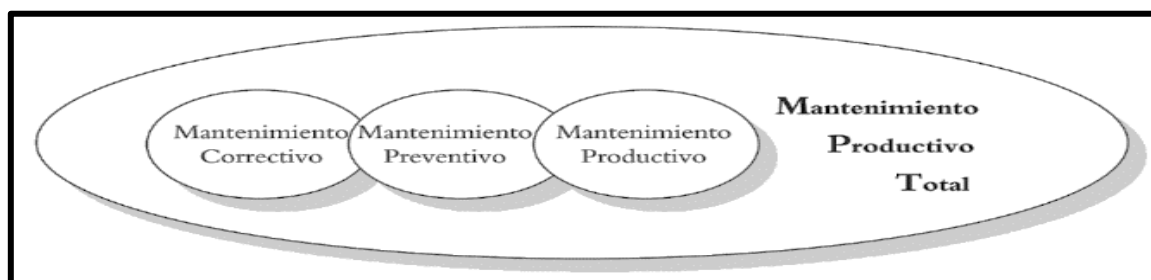 Mantenimiento
Correctivo
Mantenimiento
Preventivo
Mantenimiento
Productivo
Mantenimiento
Productivo
Total